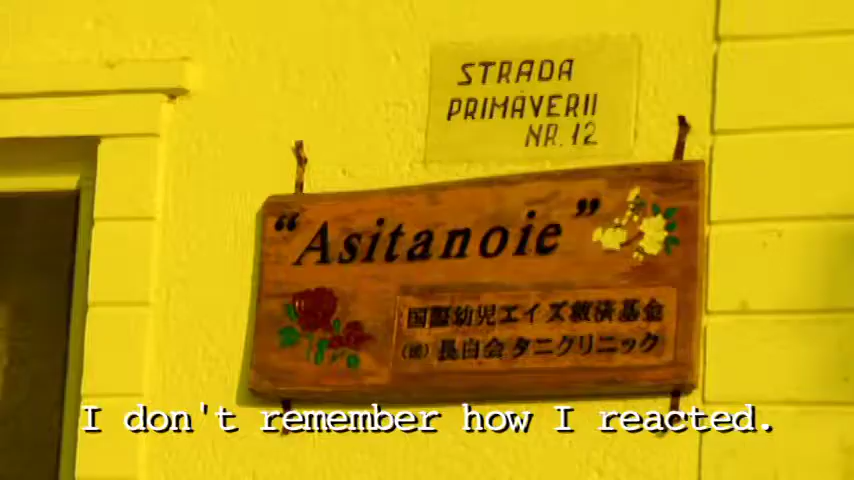 STRADA
PRIMĂVERII
NR. 12
“Asitanoie”
国際幼児エイズ救済基金
(医) 長白会 タニクリニック
I don't remember how I reacted.